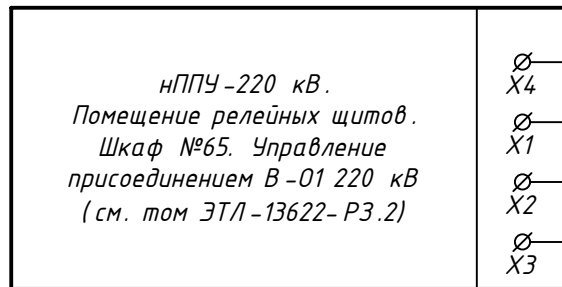 нППУ-220 кВ.
Помещение релейных щитов.
Шкаф №65. Управление
присоединением В-01 220 кВ
(см. том ЭТЛ-13622-РЗ.2)
X4
X1
X2
X3